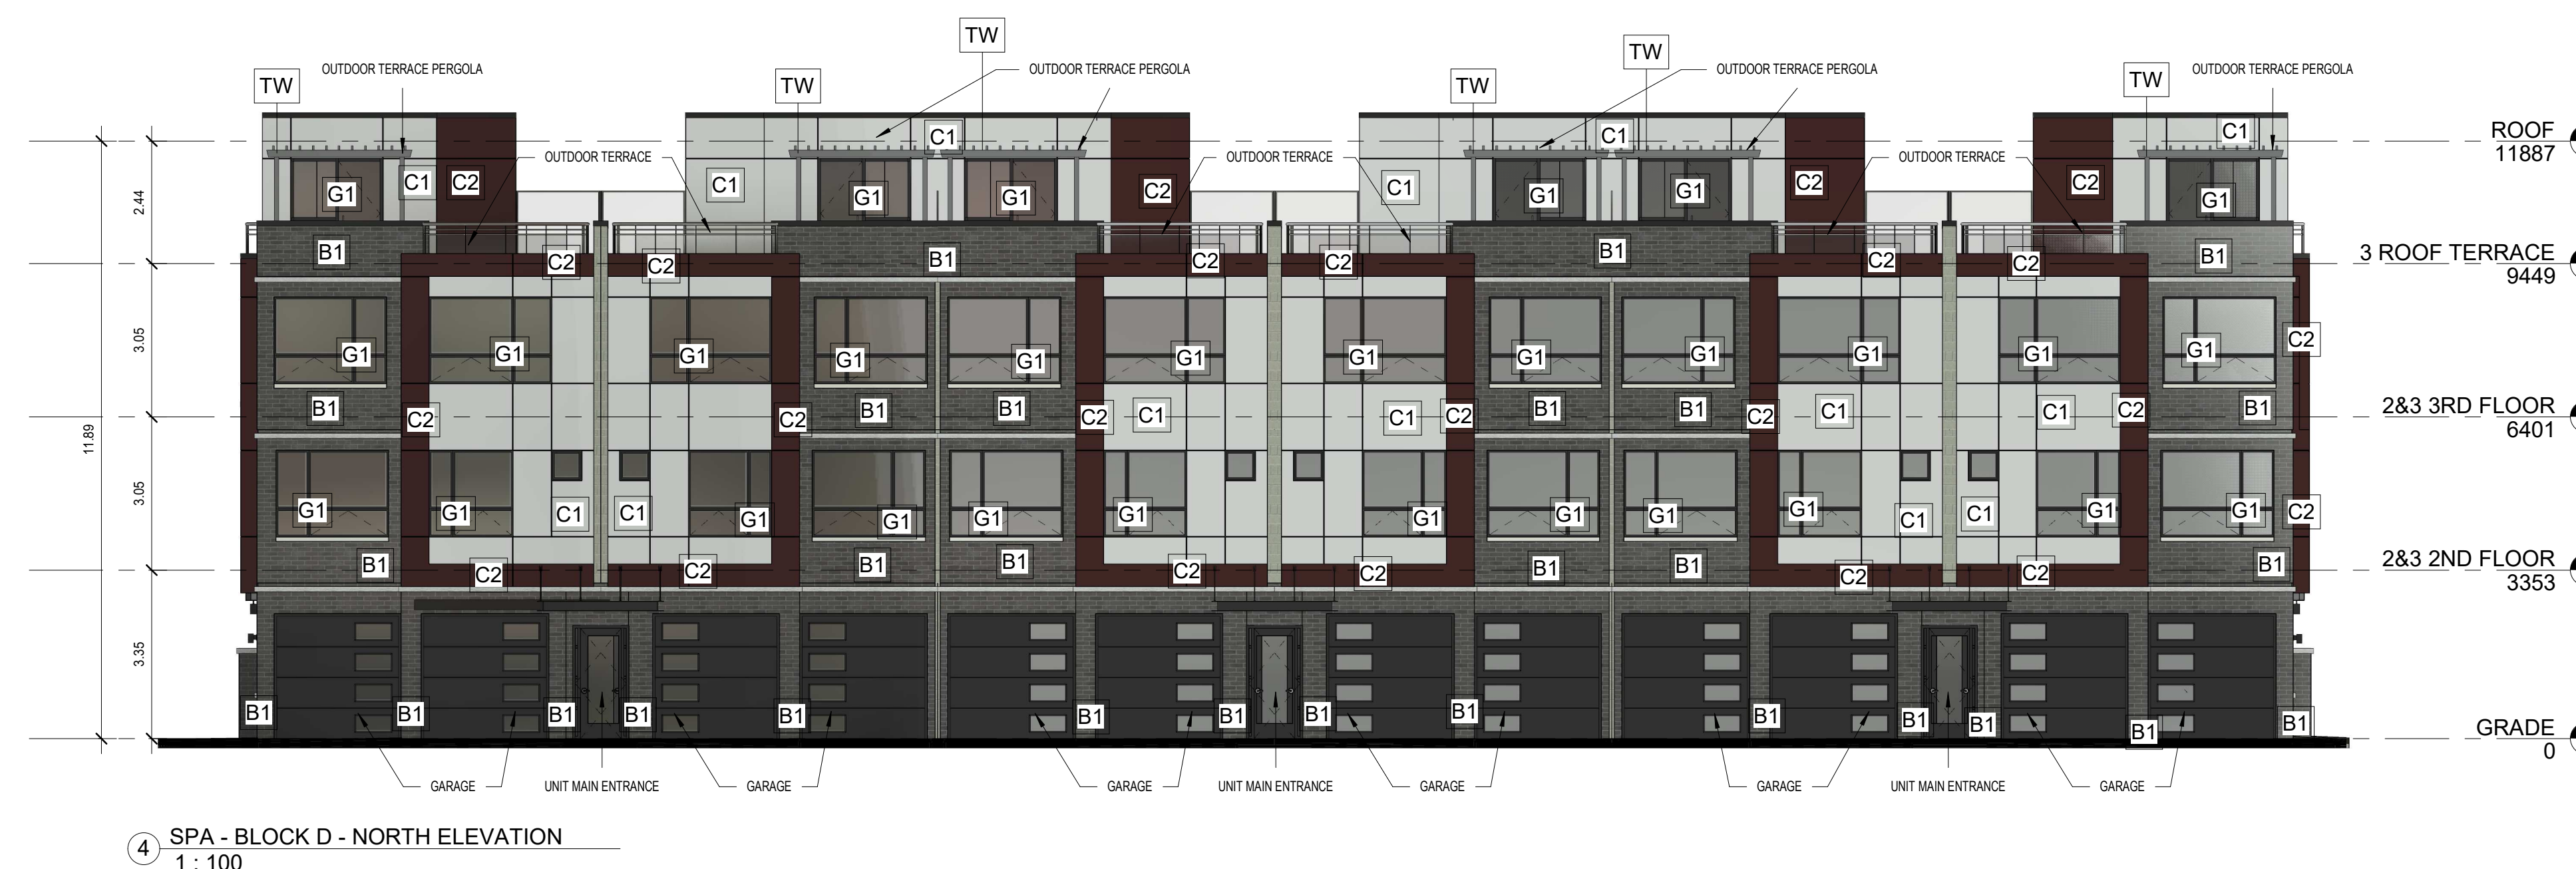 TW
TW
TW
TW
TW
TW
OUTDOOR TERRACE PERGOLA
OUTDOOR TERRACE PERGOLA
OUTDOOR TERRACE PERGOLA
OUTDOOR TERRACE PERGOLA
C1 C1 C1
ROOF
11887
OUTDOOR TERRACE OUTDOOR TERRACE OUTDOOR TERRACE
2.44
G1 C1 C2 C1 G1 G1 C2 C1 G1 G1 C2 C2 G1
B1 C2 C2 B1 C2 C2 B1 C2 C2 B1
3 ROOF TERRACE
9449
3.05
G1 G1 G1 G1 G1 G1 G1 G1 G1 G1 G1 G1 C2
B1 C2 C2 B1 B1 C2 C1 C1 C2 B1 B1 C2 C1 C1 C2 B1
2&3 3RD FLOOR
6401
11.89
3.05
G1 G1 C1 C1 G1 G1 G1 G1 G1 G1 G1 G1 C1 C1 G1 G1 C2
B1 C2 C2 B1 B1 C2 C2 B1 B1 C2 C2 B1
2&3 2ND FLOOR
3353
3.35
B1 B1 B1 B1 B1 B1 B1 B1 B1 B1 B1 B1 B1 B1
GRADE
0
GARAGE UNIT MAIN ENTRANCE GARAGE GARAGE UNIT MAIN ENTRANCE GARAGE GARAGE UNIT MAIN ENTRANCE GARAGE
4 SPA - BLOCK D - NORTH ELEVATION
1 : 100